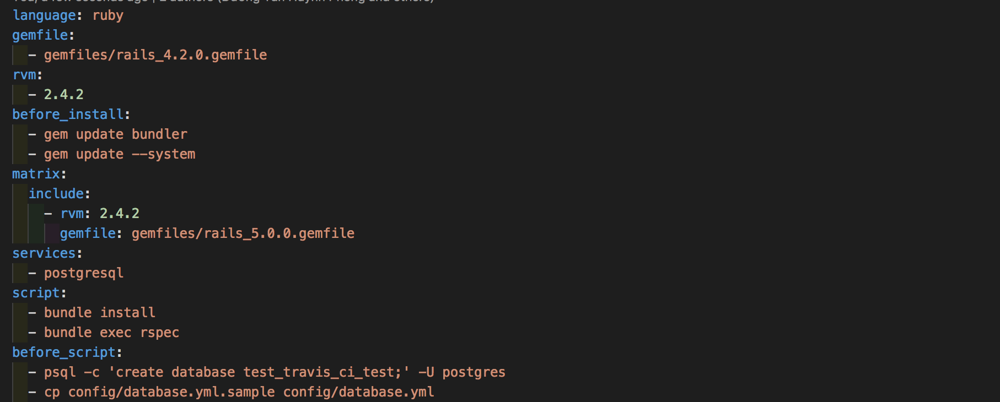 language: ruby
gemfile:
- gemfiles/rails_4.2.0.gemfile
rvm:
- 2.4.2
before_install:
- gem update bundler
- gem update --system
matrix:
include:
- rvm: 2.4.2
gemfile: gemfiles/rails_5.0.0.gemfile
services:
- postgresql
script:
- bundle install
- bundle exec rspec
before_script:
- psql -c 'create database test_travis_ci_test;' -U postgres
- cp config/database.yml.sample config/database.yml